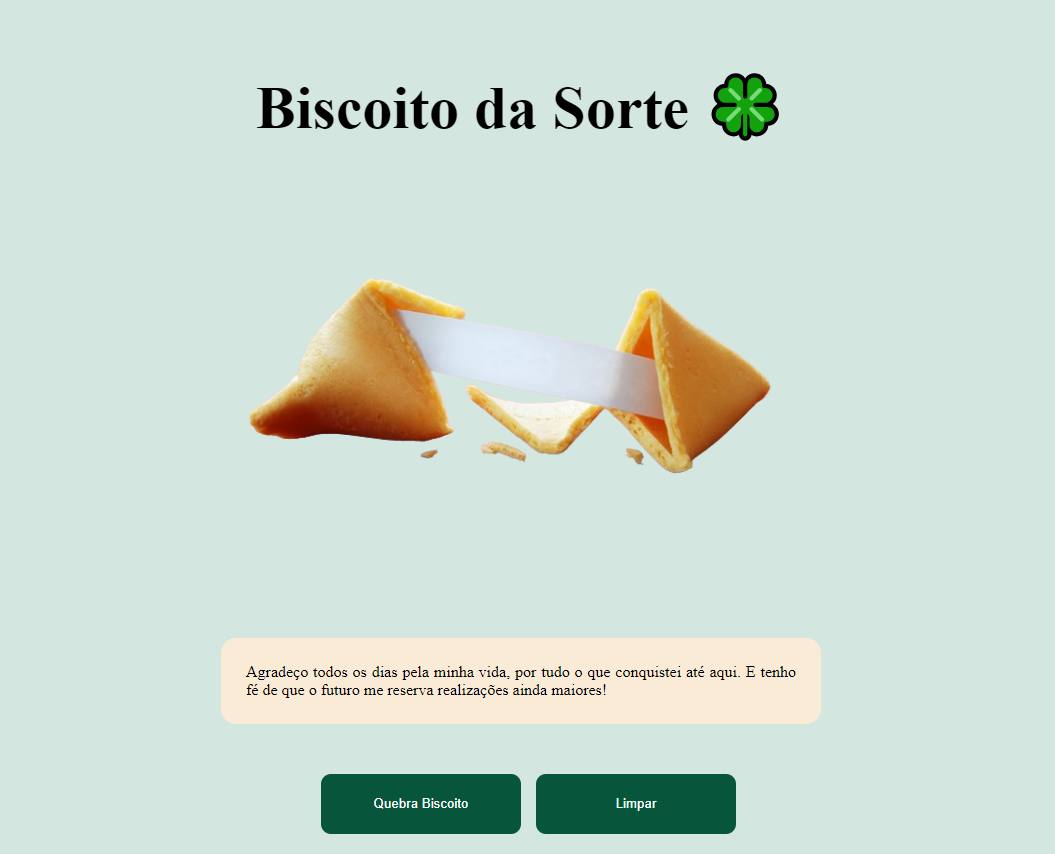 Biscoito da Sorte
Agradeço todos os dias pela minha vida, por tudo o que conquistei até aqui. E tenho
fé de que o futuro me reserva realizações ainda maiores!
Quebra Biscoito
Limpar